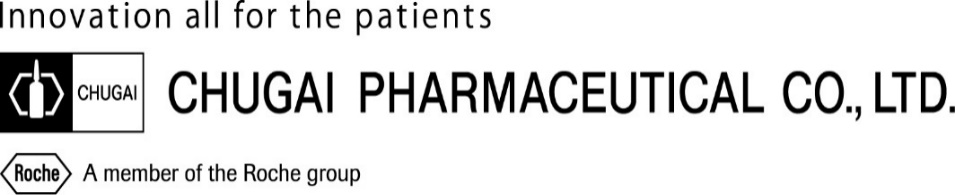 Innovation all for the patients
CHUGAI CHUGAI PHARMACEUTICAL CO., LTD.
Roche A member of the Roche group